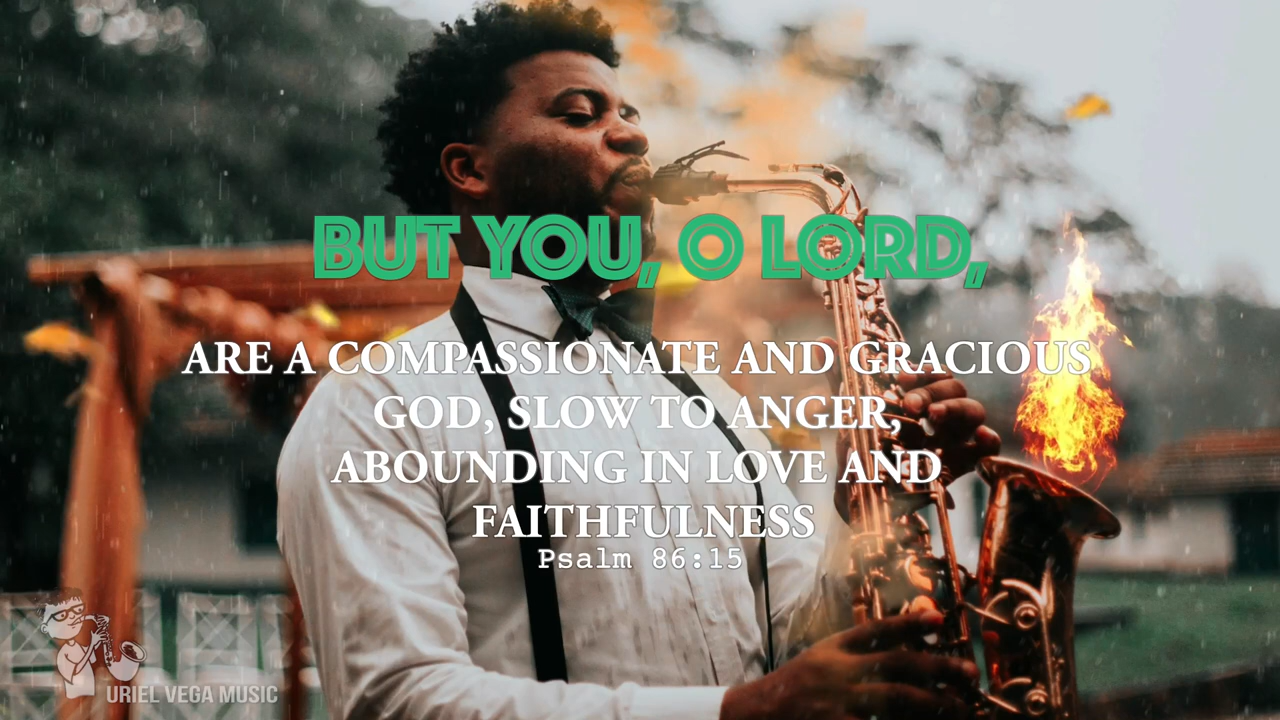 BUT YOU, O LORD,
ARE A COMPASSIONATE AND GRACIOUS
GOD, SLOW TO ANGER,
ABOUNDING IN LOVE AND
FAITHFULNESS
Psalm 86:15
URIEL VEGA MUSIC